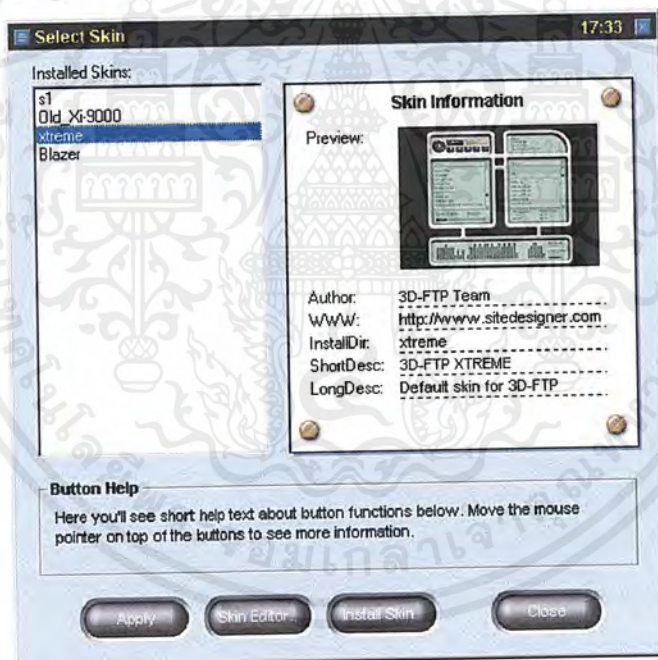 Select Skin
17:33
Installed Skins:
s1
Old_Xi-9000
xtreme
Blazer
Skin Information
Preview:
Author: 3D-FTP Team
WWW: http://www.sitedesigner.com
InstallDir: xtreme
ShortDesc: 3D-FTP XTREME
LongDesc: Default skin for 3D-FTP
Button Help
Here you'll see short help text about button functions below. Move the mouse
pointer on top of the buttons to see more information.
Apply
Skin Editor...
Install Skin
Close